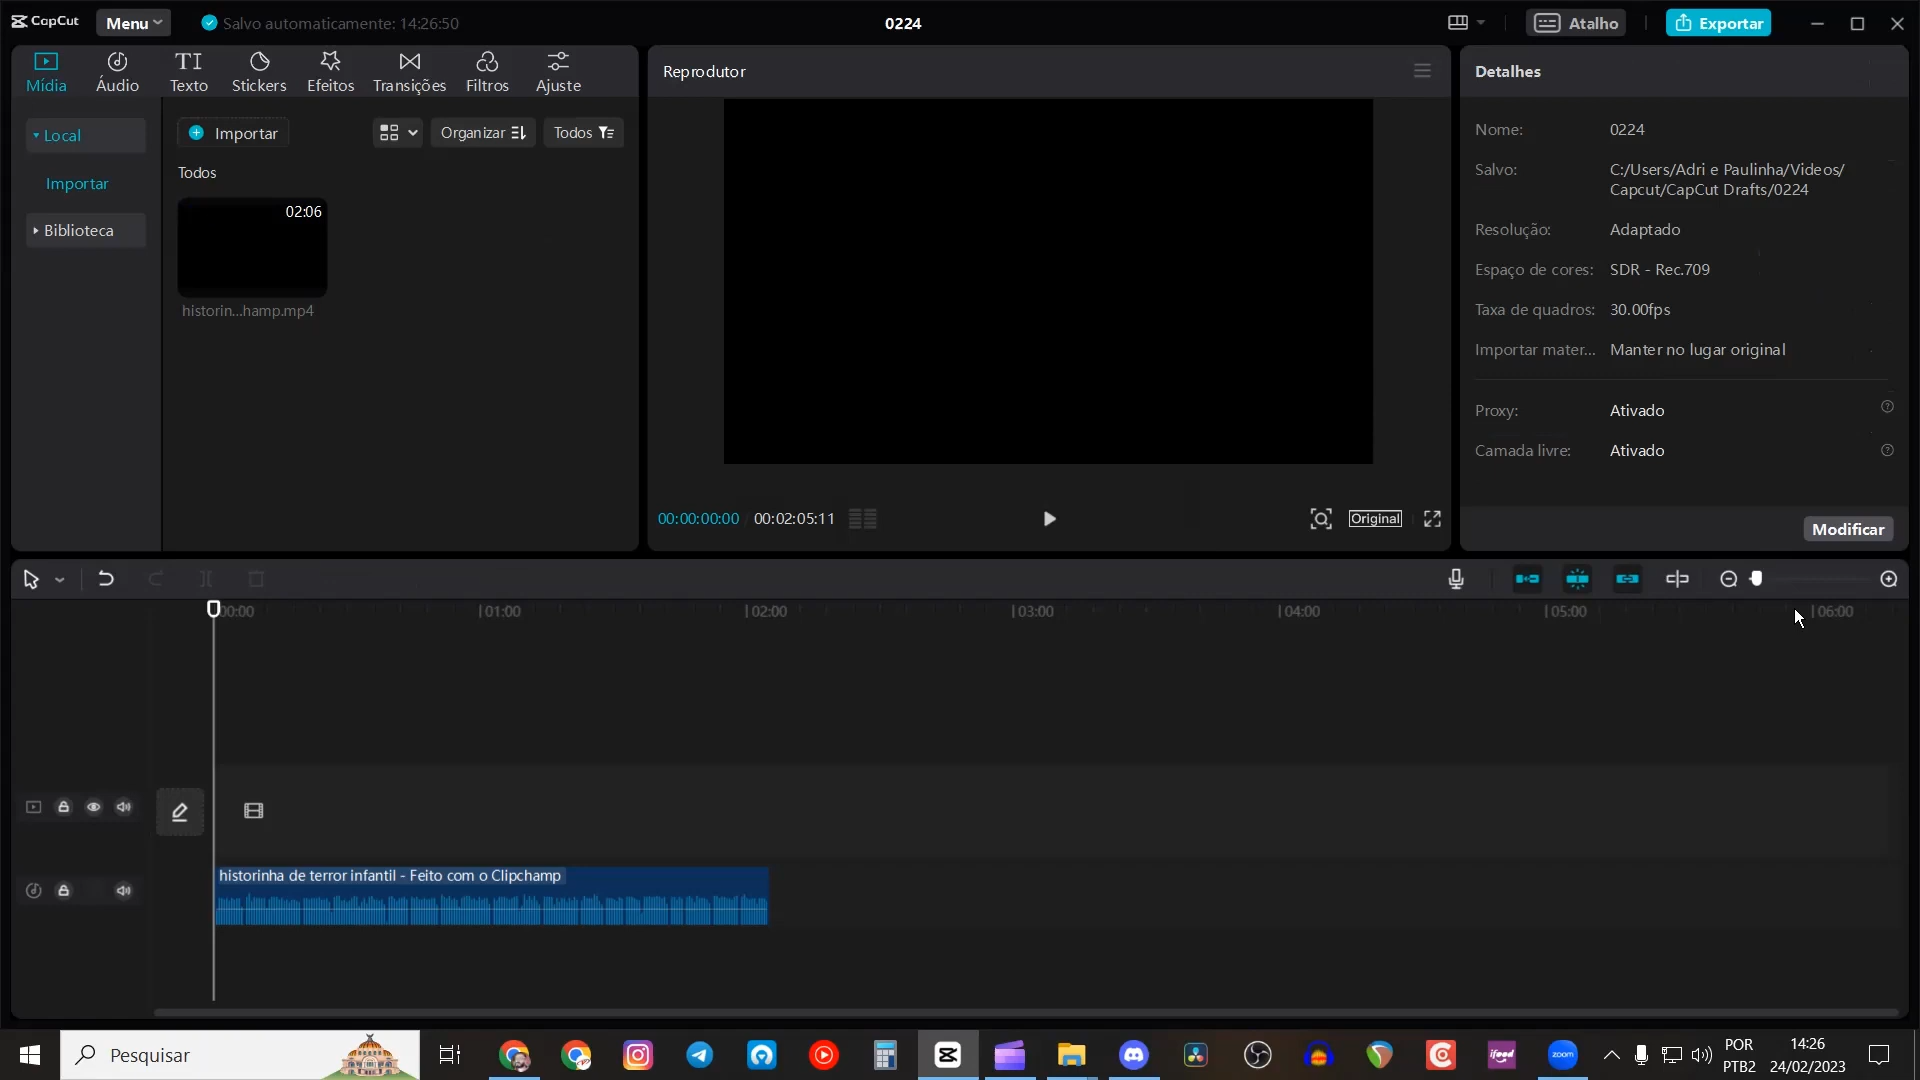 CapCut
Menu
Salvo automaticamente: 14:26:50
0224
Atalho
Exportar
Mídia
Áudio
Texto
Stickers
Efeitos
Transições
Filtros
Ajuste
Local
Importar
Biblioteca
Importar
Organizar
Todos
Todos
02:06
historin...hamp.mp4
Reprodutor
00:00:00:00
00:02:05:11
Original
Detalhes
Nome: 0224
Salvo: C:/Users/Adri e Paulinha/Videos/
Capcut/CapCut Drafts/0224
Resolução: Adaptado
Espaço de cores: SDR - Rec.709
Taxa de quadros: 30.00fps
Importar mater... Manter no lugar original
Proxy: Ativado
Camada livre: Ativado
Modificar
00:00 01:00 02:00 03:00 04:00 05:00 06:00
historinha de terror infantil - Feito com o Clipchamp
Pesquisar
ifood
zoom
POR
PTB2
14:26
24/02/2023